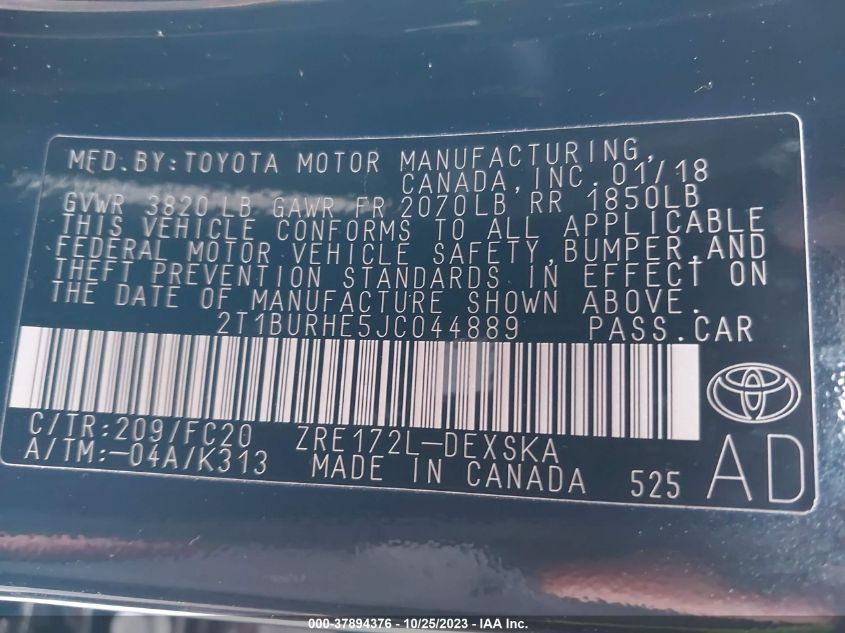 MFD.BY:TOYOTA MOTOR MANUFACTURING,
CANADA,INC. 01/18
GVWR 3820 LB GAWR FR 2070LB RR 1850LB
THIS VEHICLE CONFORMS TO ALL APPLICABLE
FEDERAL MOTOR VEHICLE SAFETY,BUMPER,AND
THEFT PREVENTION STANDARDS IN EFFECT ON
THE DATE OF MANUFACTURE SHOWN ABOVE.
2T1BURHE5JC044889 PASS.CAR
C/TR:209/FC20 ZRE172L-DEXSKA
A/TM:-04A/K313 MADE IN CANADA 525 AD
000-37894376 - 10/25/2023 - IAA Inc.